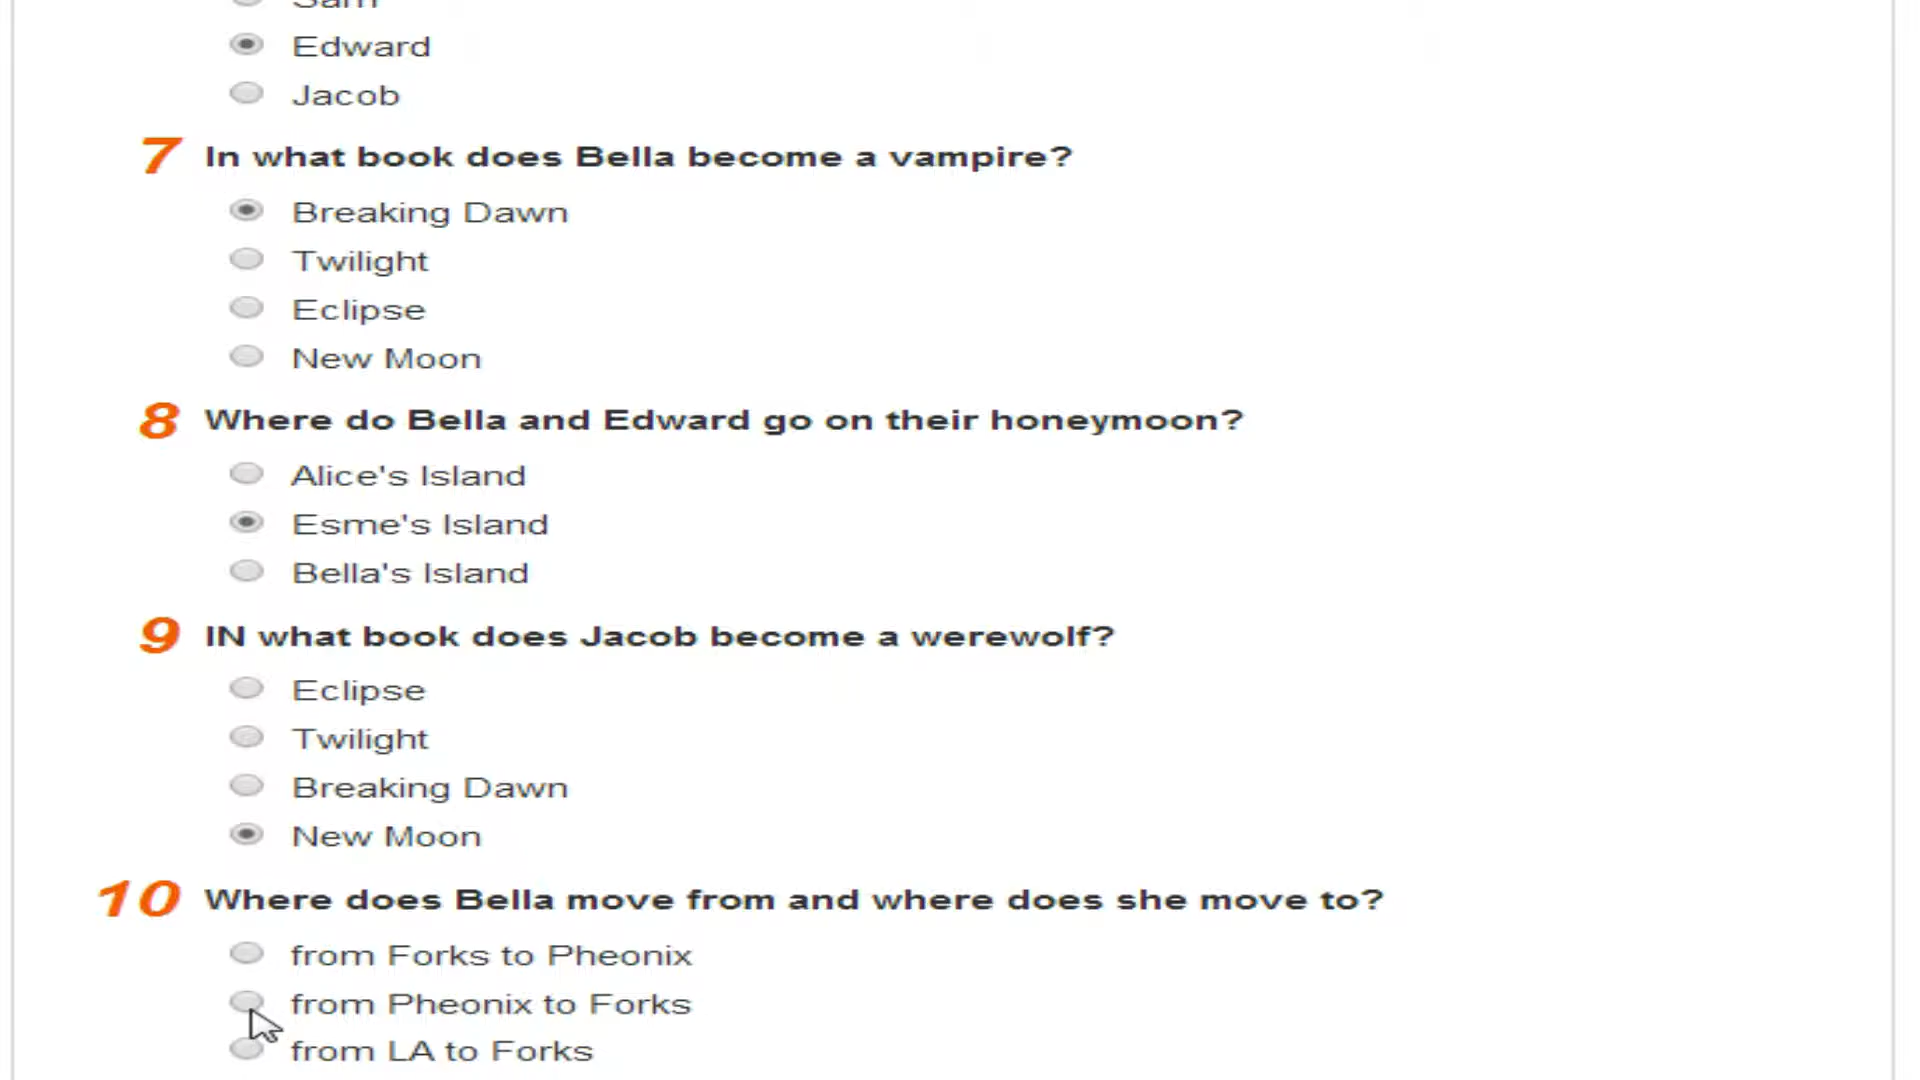 Sam
Edward
Jacob
7 In what book does Bella become a vampire?
Breaking Dawn
Twilight
Eclipse
New Moon
8 Where do Bella and Edward go on their honeymoon?
Alice's Island
Esme's Island
Bella's Island
9 IN what book does Jacob become a werewolf?
Eclipse
Twilight
Breaking Dawn
New Moon
10 Where does Bella move from and where does she move to?
from Forks to Pheonix
from Pheonix to Forks
from LA to Forks